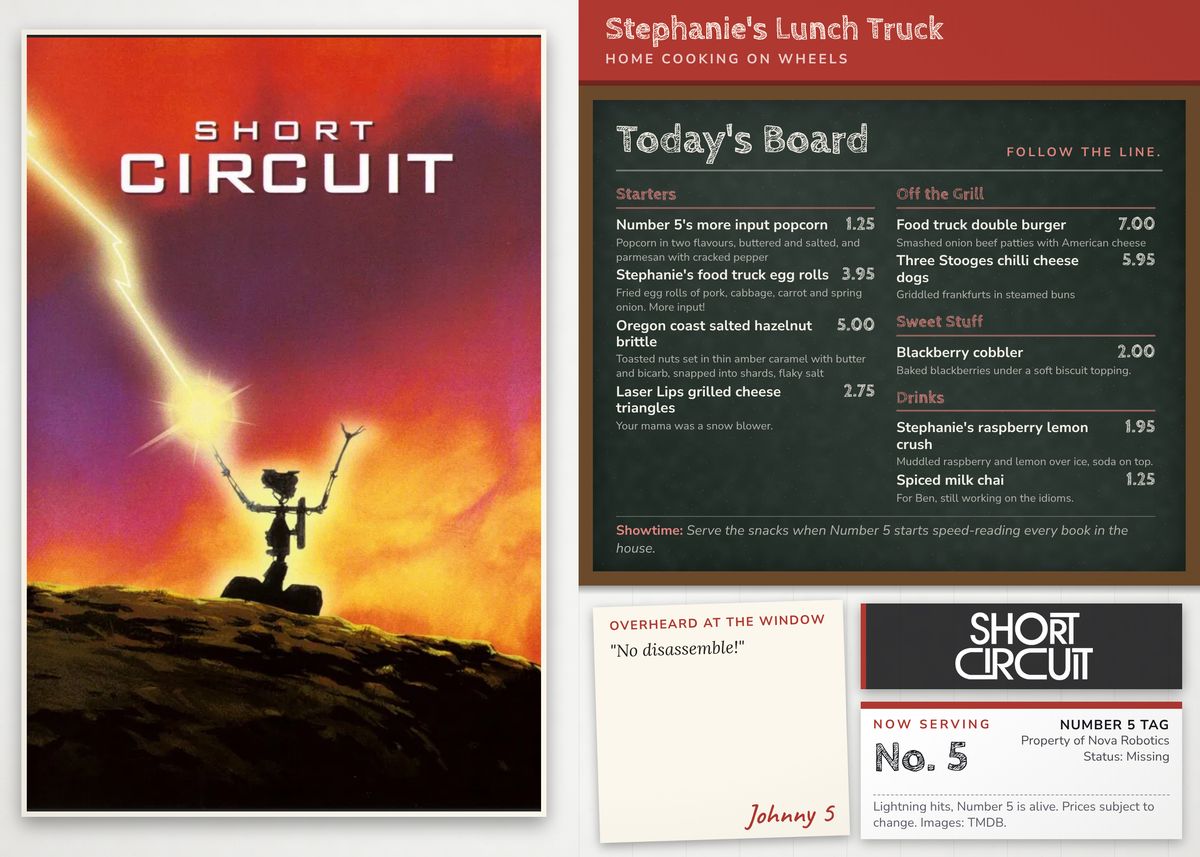 SHORT
CIRCUIT
Stephanie's Lunch Truck
HOME COOKING ON WHEELS
Today's Board
FOLLOW THE LINE.
Starters
Number 5's more input popcorn 1.25
Popcorn in two flavours, buttered and salted, and
parmesan with cracked pepper
Stephanie's food truck egg rolls 3.95
Fried egg rolls of pork, cabbage, carrot and spring
onion. More input!
Oregon coast salted hazelnut 5.00
brittle
Toasted nuts set in thin amber caramel with butter
and bicarb, snapped into shards, flaky salt
Laser Lips grilled cheese 2.75
triangles
Your mama was a snow blower.
Off the Grill
Food truck double burger 7.00
Smashed onion beef patties with American cheese
Three Stooges chilli cheese 5.95
dogs
Griddled frankfurts in steamed buns
Sweet Stuff
Blackberry cobbler 2.00
Baked blackberries under a soft biscuit topping.
Drinks
Stephanie's raspberry lemon 1.95
crush
Muddled raspberry and lemon over ice, soda on top.
Spiced milk chai 1.25
For Ben, still working on the idioms.
Showtime: Serve the snacks when Number 5 starts speed-reading every book in the
house.
OVERHEARD AT THE WINDOW
"No disassemble!"
Johnny 5
SHORT
CIRCUIT
NOW SERVING
No. 5
NUMBER 5 TAG
Property of Nova Robotics
Status: Missing
Lightning hits, Number 5 is alive. Prices subject to
change. Images: TMDB.